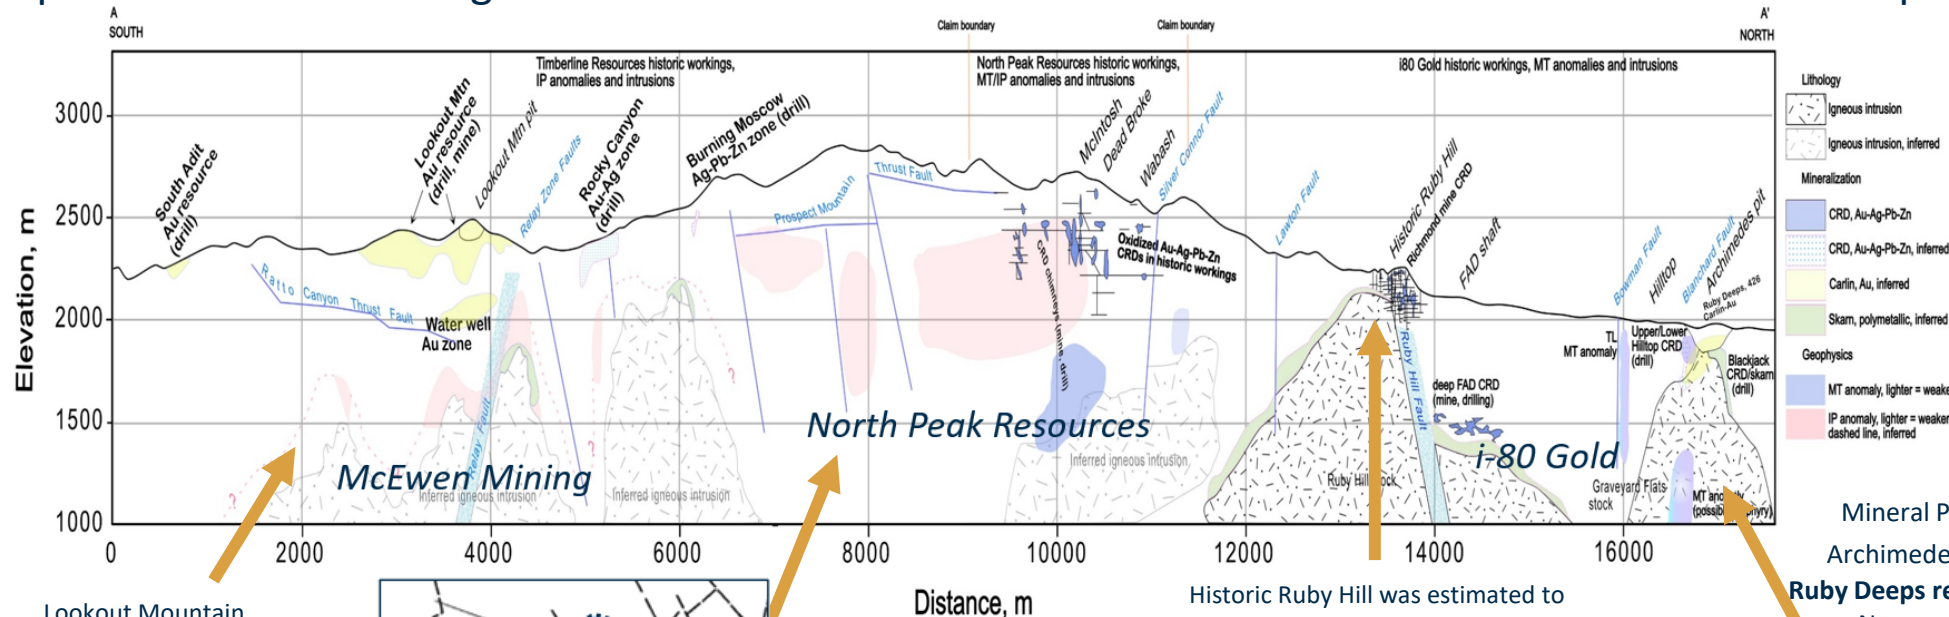 A
SOUTH
A'
NORTH
Claim boundary
Claim boundary
Timberline Resources historic workings,
IP anomalies and intrusions
North Peak Resources historic workings,
MT/IP anomalies and intrusions
i80 Gold historic workings, MT anomalies and intrusions
Elevation, m
3000
2500
2000
1500
1000
South Adit
Au resource
(drill)
Lookout Mtn
Au resource
(drill, mine)
Lookout Mtn pit
Relay Zone Faults
Rocky Canyon
Au-Ag zone
(drill)
Burning Moscow
Ag-Pb-Zn zone (drill)
Prospect Mountain
Thrust Fault
McIntosh
Dead Broke
Wabash
Silver Connor Fault
Lawton Fault
Historic Ruby Hill
Richmond mine CRD
FAD shaft
Bowman Fault
Hilltop
Blanchard Fault
Archimedes pit
Ruby Deeps, 426
Carlin-Au
Ratto Canyon Thrust Fault
Water well
Au zone
Relay Fault
CRD chimneys (mine, drill)
Oxidized Au-Ag-Pb-Zn
CRDs in historic workings
Ruby Hill Fault
deep FAD CRD
(mine, drilling)
TL
MT anomaly
Upper/Lower
Hilltop CRD
(drill)
Blackjack
CRD/skarn
(drill)
?
?
?
McEwen Mining
North Peak Resources
i-80 Gold
Inferred igneous intrusion
Inferred igneous intrusion
Inferred igneous intrusion
Ruby Hill
Graveyard Flats
stock
MT anomaly
0
2000
4000
6000
8000
10000
12000
14000
16000
Distance, m
Lithology
Igneous intrusion
Igneous intrusion, inferred
Mineralization
CRD, Au-Ag-Pb-Zn
CRD, Au-Ag-Pb-Zn, inferred
Carlin, Au, inferred
Skarn, polymetallic, inferred
Geophysics
MT anomaly, lighter = weaker
IP anomaly, lighter = weaker
dashed line, inferred
Lookout Mountain
Historic Ruby Hill was estimated to
Mineral P
Archimede
Ruby Deeps re